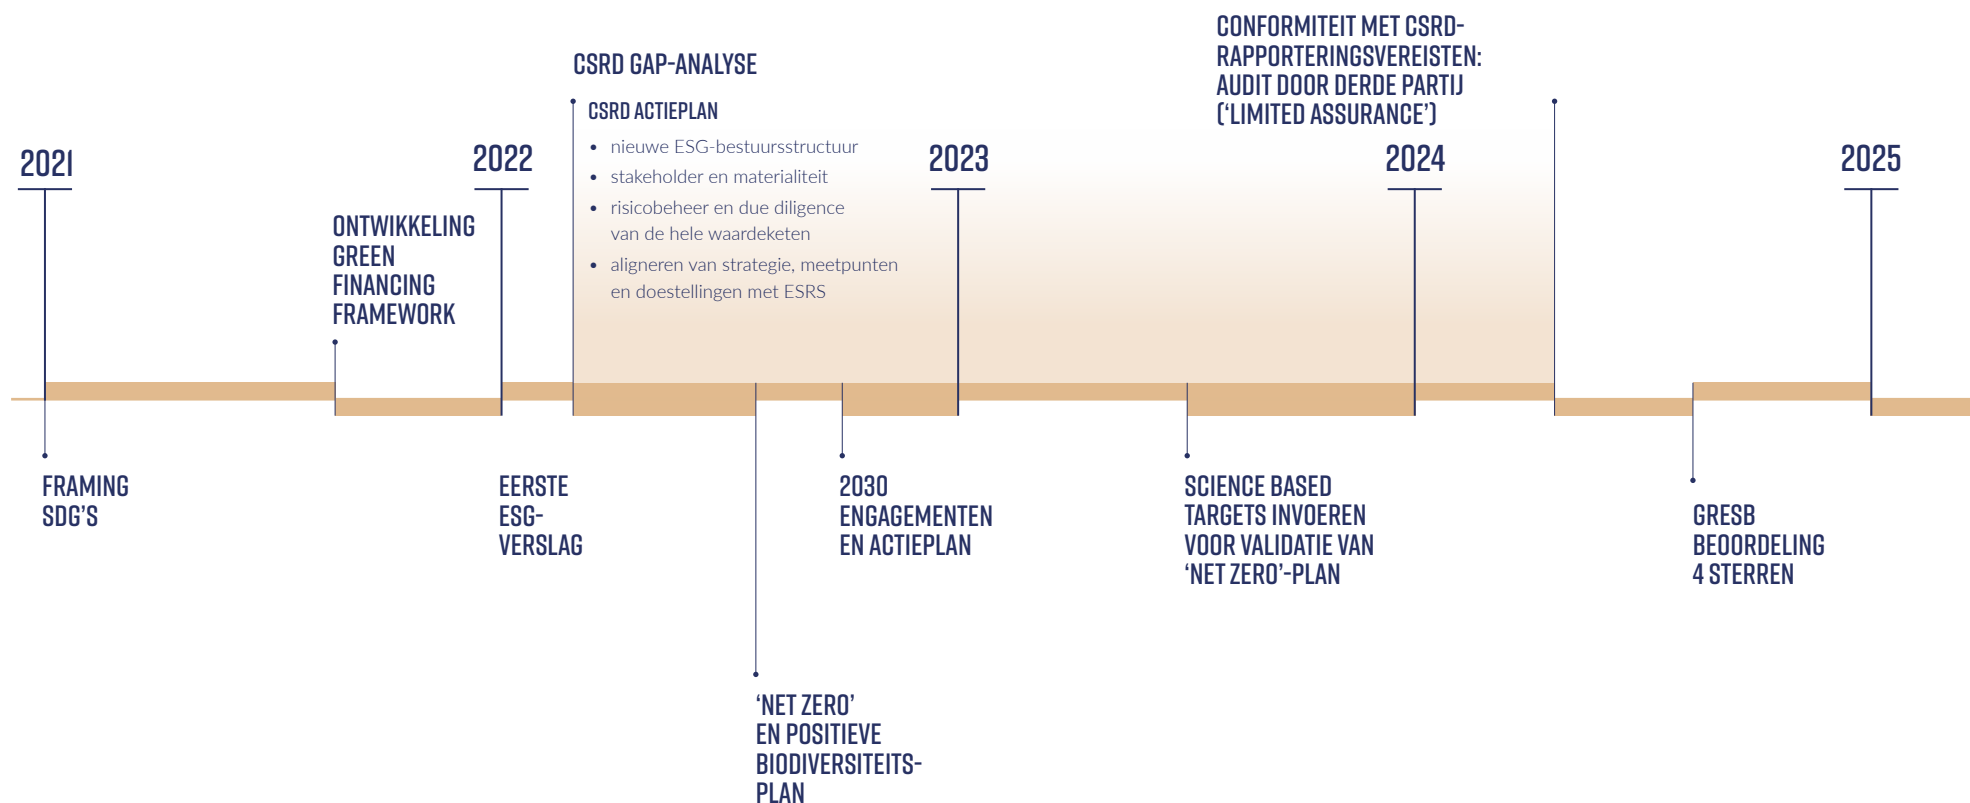 2021
FRAMING
SDG'S
ONTWIKKELING
GREEN
FINANCING
FRAMEWORK
2022
EERSTE
ESG-
VERSLAG
CSRD GAP-ANALYSE
CSRD ACTIEPLAN
• nieuwe ESG-bestuursstructuur
• stakeholder en materialiteit
• risicobeheer en due diligence
van de hele waardeketen
• aligneren van strategie, meetpunten
en doestellingen met ESRS
‘NET ZERO’
EN POSITIEVE
BIODIVERSITEITS-
PLAN
2030
ENGAGEMENTEN
EN ACTIEPLAN
2023
SCIENCE BASED
TARGETS INVOEREN
VOOR VALIDATIE VAN
‘NET ZERO’-PLAN
2024
CONFORMITEIT MET CSRD-
RAPPORTERINGSVEREISTEN:
AUDIT DOOR DERDE PARTIJ
(‘LIMITED ASSURANCE’)
GRESB
BEOORDELING
4 STERREN
2025